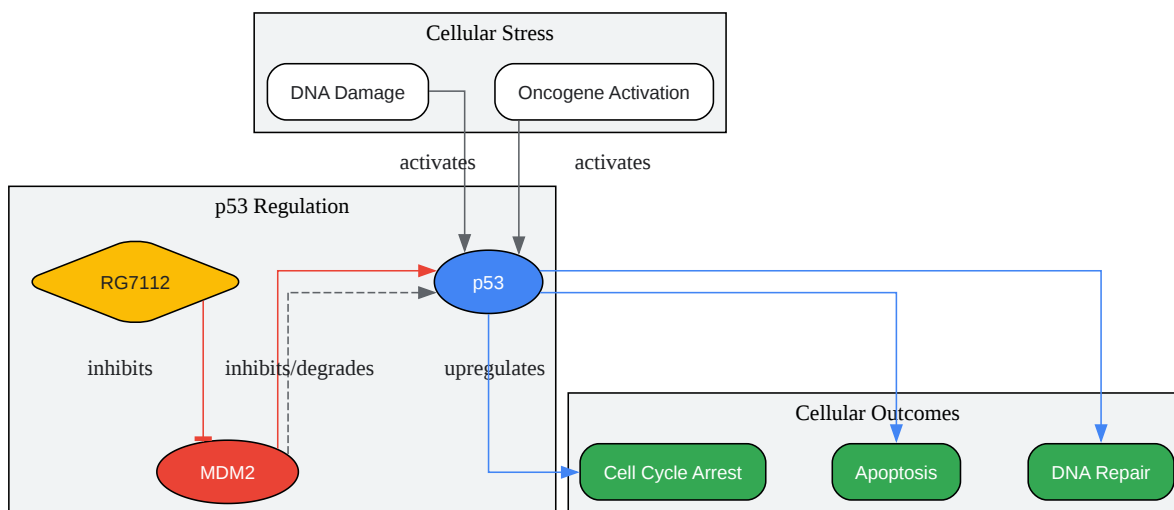 Cellular Stress
DNA Damage
Oncogene Activation
activates
activates
p53 Regulation
RG7112
p53
inhibits
inhibits/degrades
upregulates
Cellular Outcomes
MDM2
Cell Cycle Arrest
Apoptosis
DNA Repair